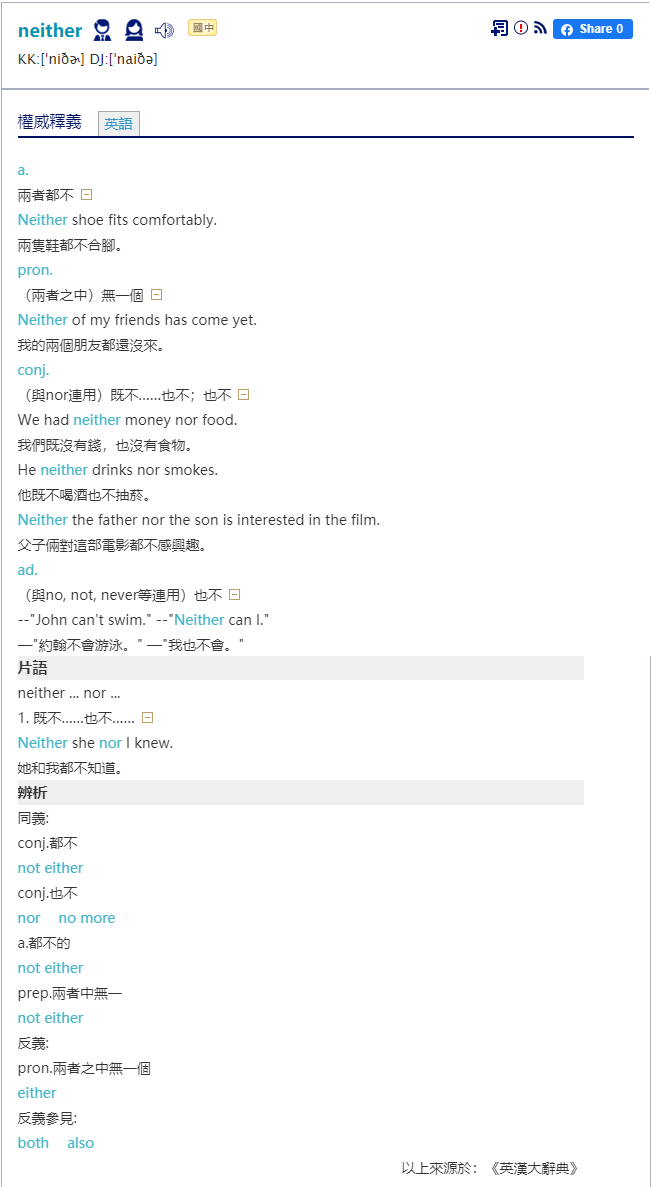 neither 國中 Share 0
KK:[ˈniðɚ] DJ:[ˈnaiðə]
權威釋義 英語
a.
兩者都不
Neither shoe fits comfortably.
兩隻鞋都不合腳。
pron.
（兩者之中）無一個
Neither of my friends has come yet.
我的兩個朋友都還沒來。
conj.
（與nor連用）既不……也不；也不
We had neither money nor food.
我們既沒有錢，也沒有食物。
He neither drinks nor smokes.
他既不喝酒也不抽菸。
Neither the father nor the son is interested in the film.
父子倆對這部電影都不感興趣。
ad.
（與no, not, never等連用）也不
--"John can't swim." --"Neither can I."
—"約翰不會游泳。" —"我也不會。"
片語
neither ... nor ...
1. 既不……也不……
Neither she nor I knew.
她和我都不知道。
辨析
同義:
conj.都不
not either
conj.也不
nor no more
a.都不的
not either
prep.兩者中無一
not either
反義:
pron.兩者之中無一個
either
反義參見:
both also
以上來源於：《英漢大辭典》